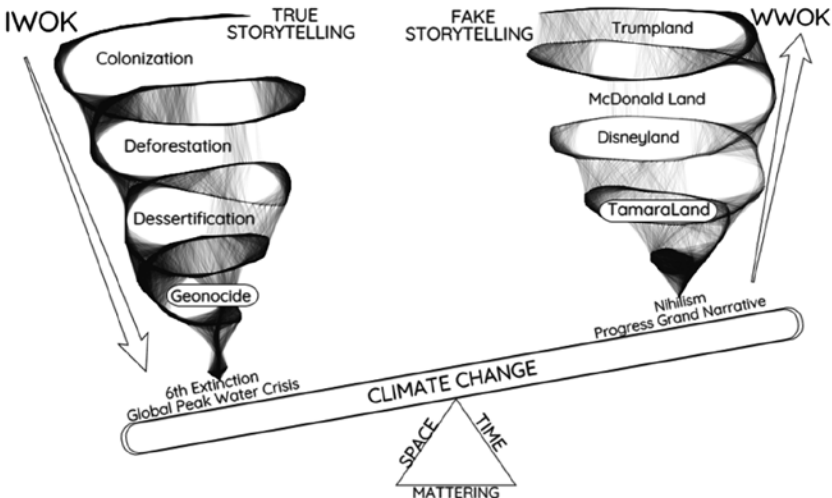 IWOK
TRUE
STORYTELLING
Colonization
Deforestation
Dessertification
Geonocide
6th Extinction
Global Peak Water Crisis
FAKE
STORYTELLING
WWOK
Trumpland
McDonald Land
Disneyland
TamaraLand
Nihilism
Progress Grand Narrative
CLIMATE CHANGE
SPACE
TIME
MATTERING